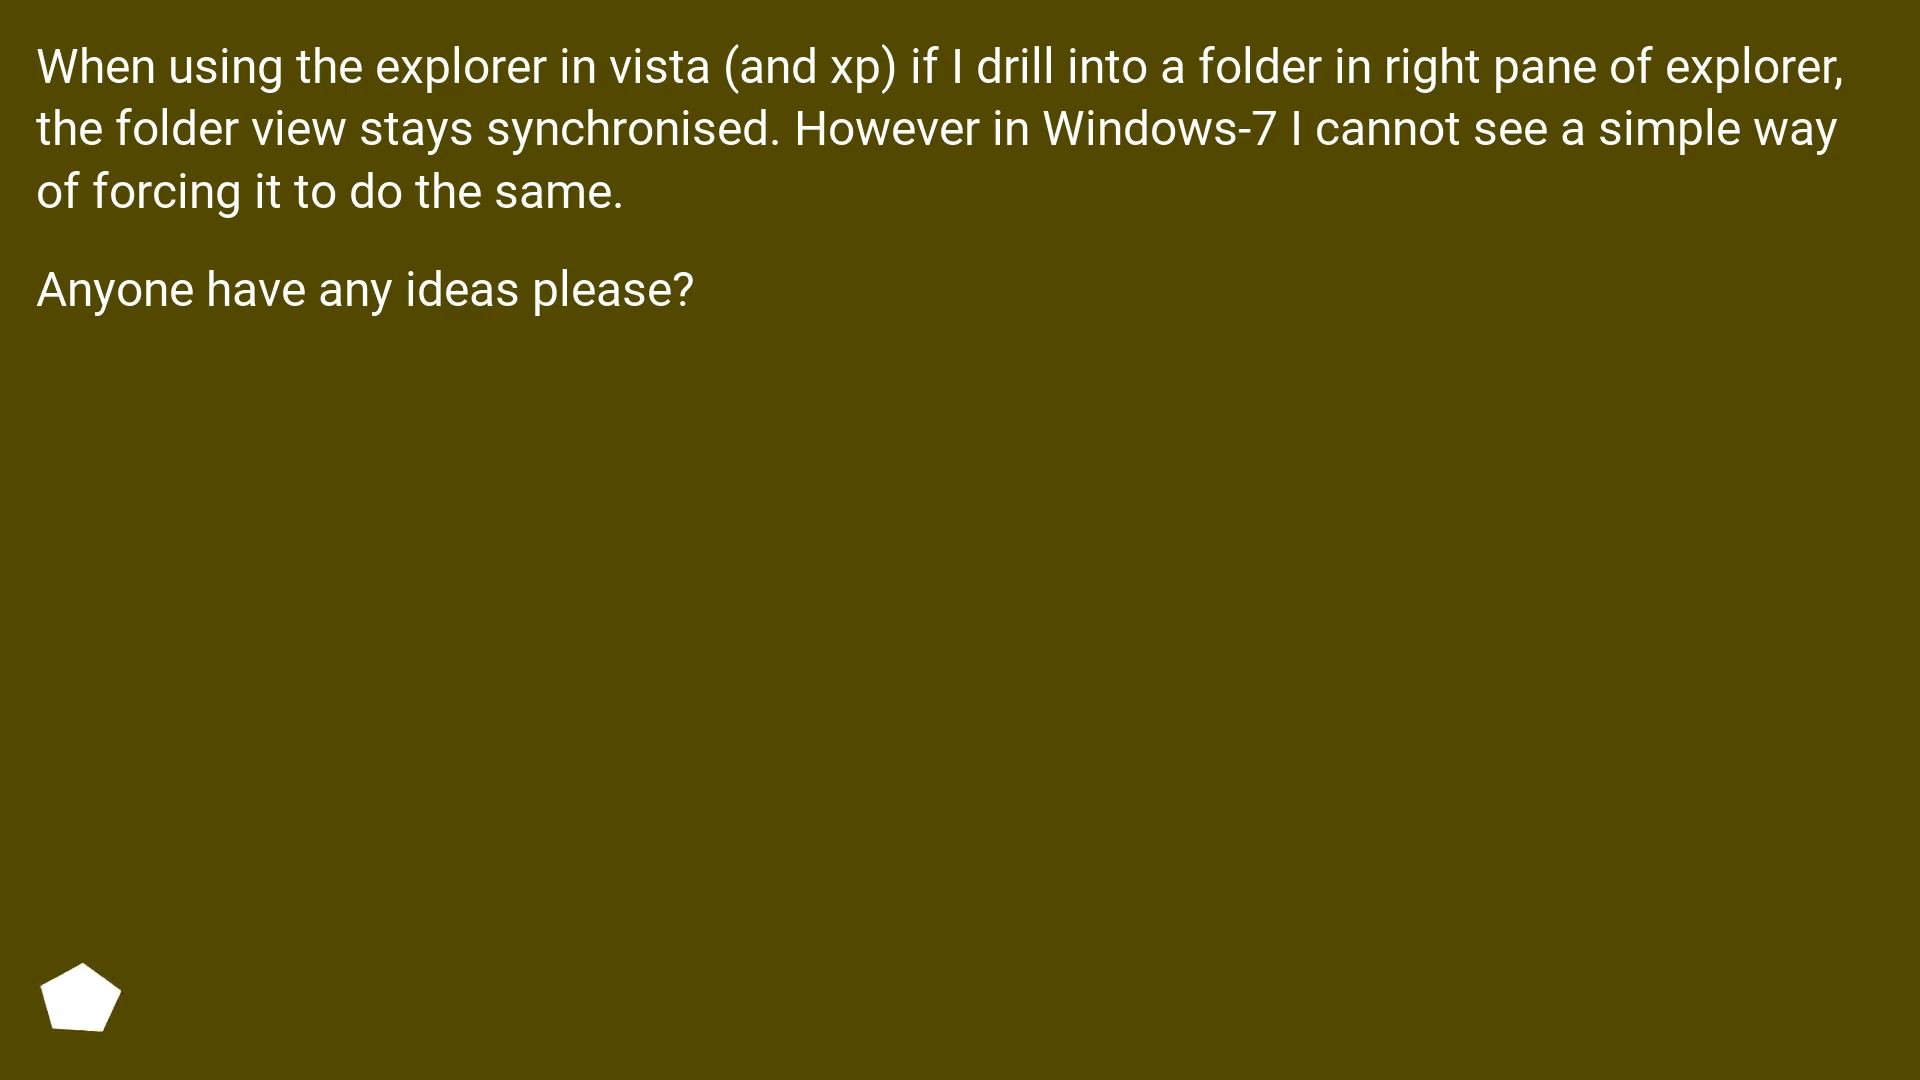 When using the explorer in vista (and xp) if I drill into a folder in right pane of explorer,
the folder view stays synchronised. However in Windows-7 I cannot see a simple way
of forcing it to do the same.
Anyone have any ideas please?